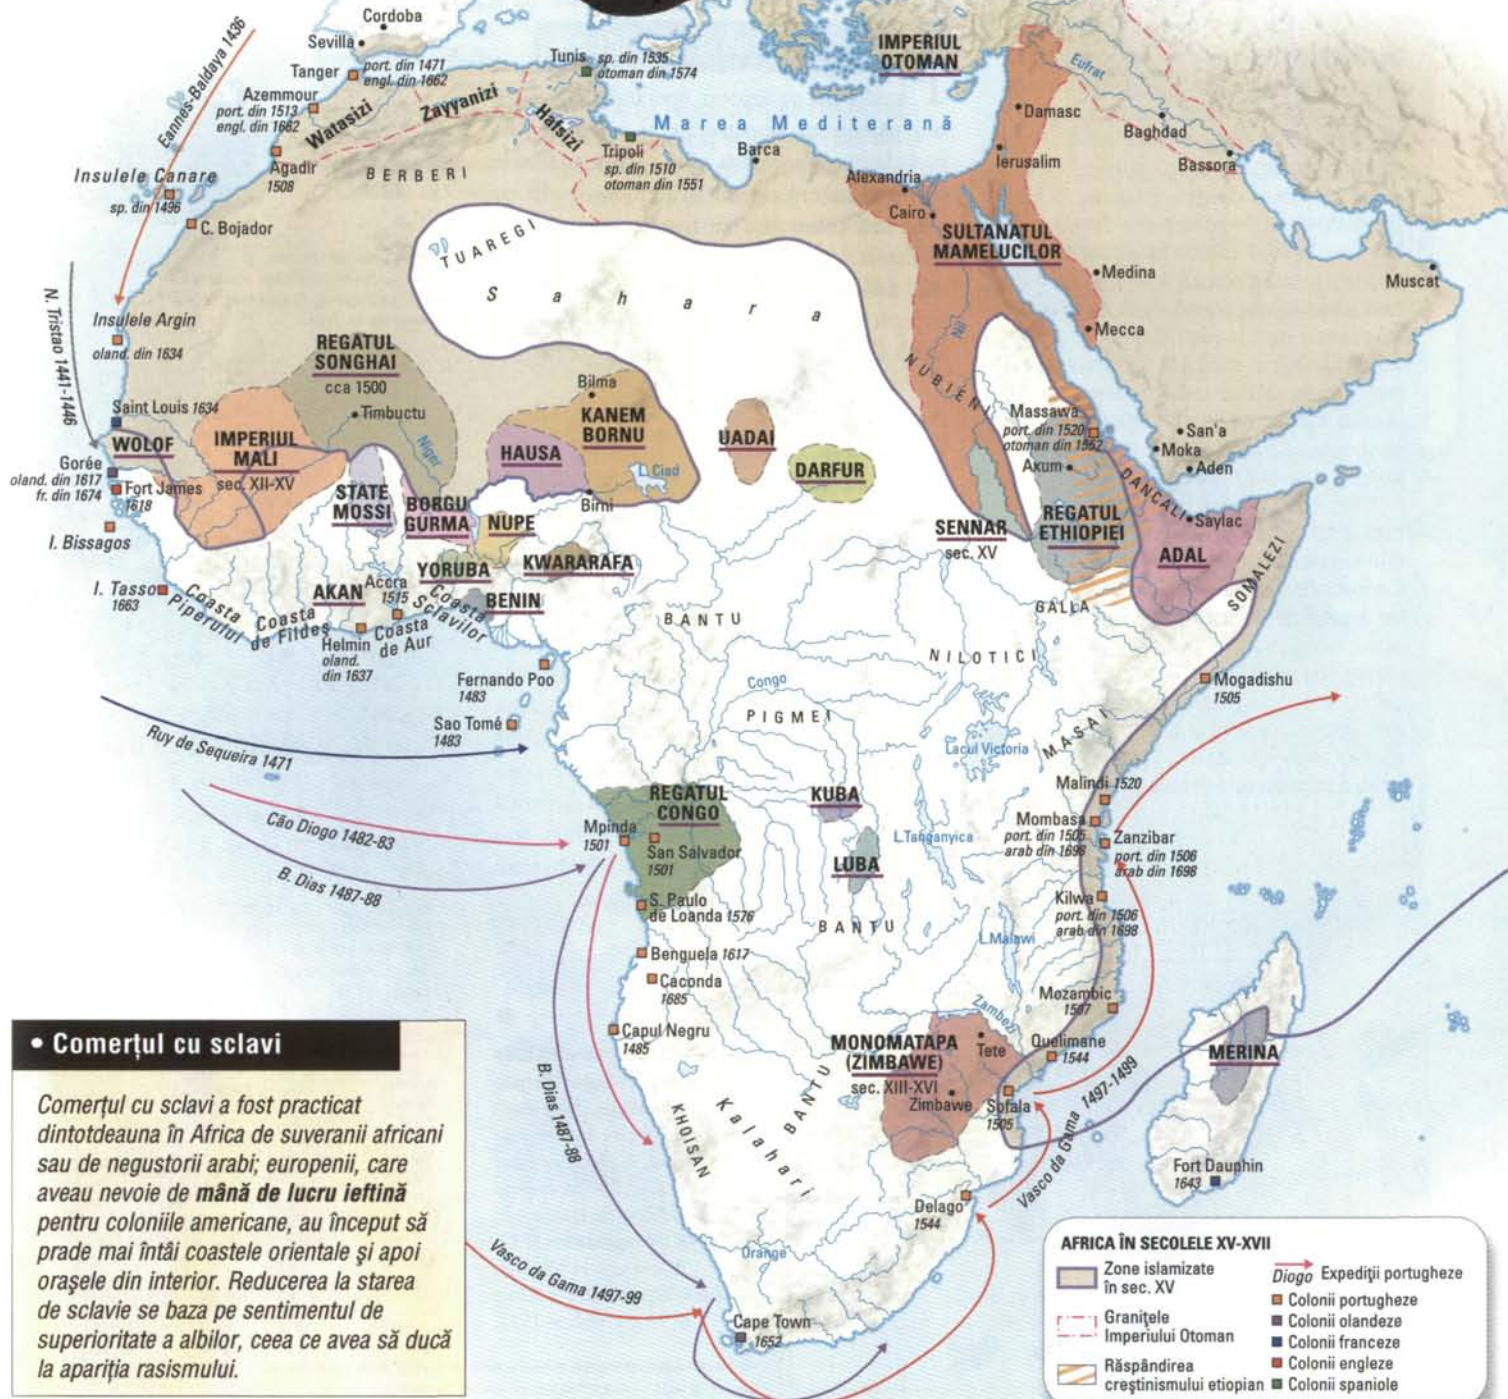 Cordoba
Sevilla
Eannes-Baldaya 1436
Tanger
port. din 1471
engl. din 1662
Azemmour
port. din 1513
engl. din 1662
Watasizi
Zayyanizi
Hafsizi
Tunis
sp. din 1535
otoman din 1574
IMPERIUL
OTOMAN
Eufrat
Damasc
Baghdad
Marea Mediterană
Agadir
1508
BERBERI
Tripoli
sp. din 1510
otoman din 1551
Barca
Ierusalim
Bassora
Alexandria
Cairo
Insulele Canare
sp. din 1496
C. Bojador
TUAREGI
Sahara
SULTANATUL
MAMELUCILOR
Medina
Muscat
Mecca
N. Tristao 1441-1446
Insulele Argin
oland. din 1634
REGATUL
SONGHAI
cca 1500
Timbuctu
Niger
Bilma
KANEM
BORNU
HAUSA
L. Ciad
Birni
UADAI
DARFUR
Nil
NUBIENI
Massawa
port. din 1520
otoman din 1557
Axum
San'a
Moka
Aden
Saint Louis 1634
WOLOF
IMPERIUL
MALI
sec. XII-XV
Gorée
oland. din 1617
fr. din 1674
Fort James
1618
I. Bissagos
STATE
MOSSI
BORGU
GURMA
NUPE
YORUBA
KWARARAFA
BENIN
SENNAR
sec. XV
REGATUL
ETHIOPIEI
DANCALI
Saylac
ADAL
SOMALEZI
GALLA
I. Tasso
1663
Coasta
Piperului
Coasta
de Fildeș
AKAN
Accra
1515
Coasta
Sclavilor
Coasta
de Aur
Helmin
oland.
din 1637
Fernando Poo
1483
Sao Tomé
1483
BANTU
NILOTICI
Congo
PIGMEI
Mogadishu
1505
MASAI
Lacul Victoria
Ruy de Sequeira 1471
Cão Diogo 1482-83
B. Dias 1487-88
REGATUL
CONGO
Mpinda
1501
San Salvador
1501
KUBA
LUBA
L.Tanganyica
Malindi 1520
Mombasa
port. din 1505
arab din 1698
Zanzibar
port. din 1506
arab din 1698
Kilwa
port. din 1506
arab din 1698
S. Paulo
de Loanda 1576
BANTU
L.Malawi
Benguela 1617
Caconda
1685
Mozambic
1507
Zambezi
Capul Negru
1485
MONOMATAPA
(ZIMBAWE)
sec. XIII-XVI
Tete
Zimbawe
Quelimane
1544
Sofala
1505
MERINA
B. Dias 1487-88
KHOISAN
Kalahari
BANTU
Vasco da Gama 1497-1499
Fort Dauphin
1643
Delago
1544
Orange
Vasco da Gama 1497-99
Cape Town
1652
• Comerțul cu sclavi
Comerțul cu sclavi a fost practicat
dintotdeauna în Africa de suveranii africani
sau de negustorii arabi; europenii, care
aveau nevoie de mână de lucru ieftină
pentru coloniile americane, au început să
prade mai întâi coastele orientale și apoi
orașele din interior. Reducerea la starea
de sclavie se baza pe sentimentul de
superioritate a albilor, ceea ce avea să ducă
la apariția rasismului.
AFRICA ÎN SECOLELE XV-XVII
Zone islamizate
în sec. XV
Granițele
Imperiului Otoman
Răspândirea
creștinismului etiopian
Diogo Expediții portugheze
Colonii portugheze
Colonii olandeze
Colonii franceze
Colonii engleze
Colonii spaniole